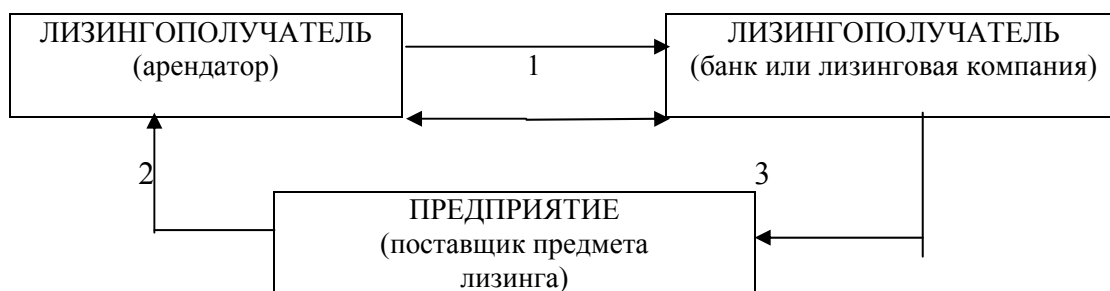 ЛИЗИНГОПОЛУЧАТЕЛЬ
(арендатор)
1
ЛИЗИНГОПОЛУЧАТЕЛЬ
(банк или лизинговая компания)
2
3
ПРЕДПРИЯТИЕ
(поставщик предмета
лизинга)